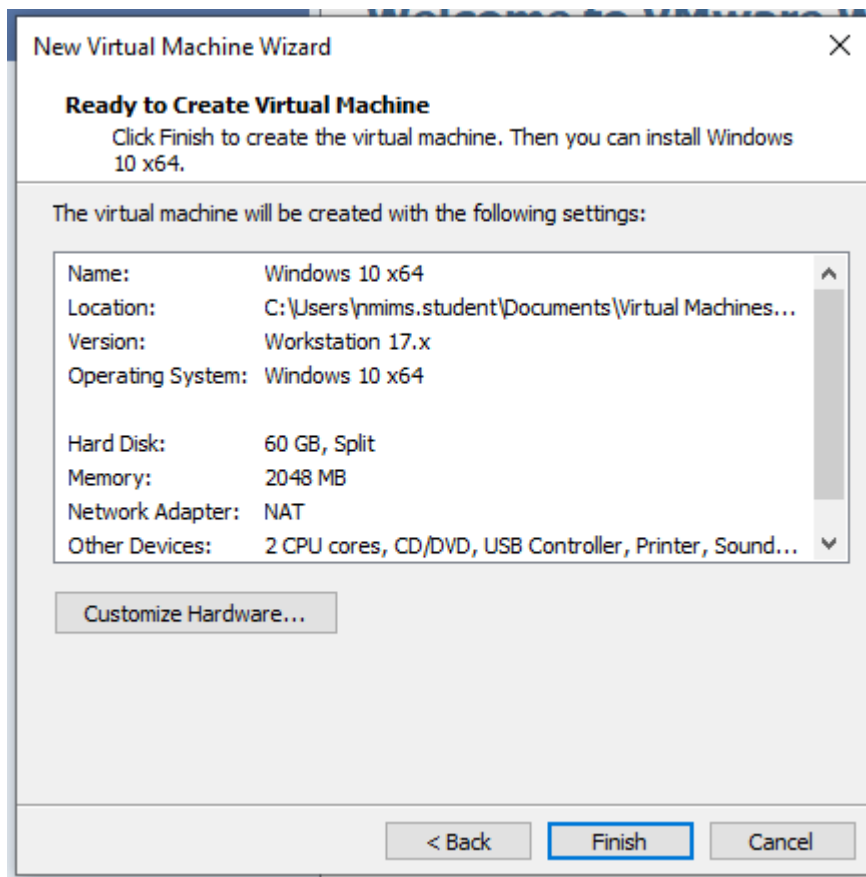 Welcome to VMware W
New Virtual Machine Wizard
Ready to Create Virtual Machine
Click Finish to create the virtual machine. Then you can install Windows
10 x64.
The virtual machine will be created with the following settings:
Name: Windows 10 x64
Location: C:\Users\nmims.student\Documents\Virtual Machines...
Version: Workstation 17.x
Operating System: Windows 10 x64
Hard Disk: 60 GB, Split
Memory: 2048 MB
Network Adapter: NAT
Other Devices: 2 CPU cores, CD/DVD, USB Controller, Printer, Sound...
Customize Hardware...
< Back Finish Cancel